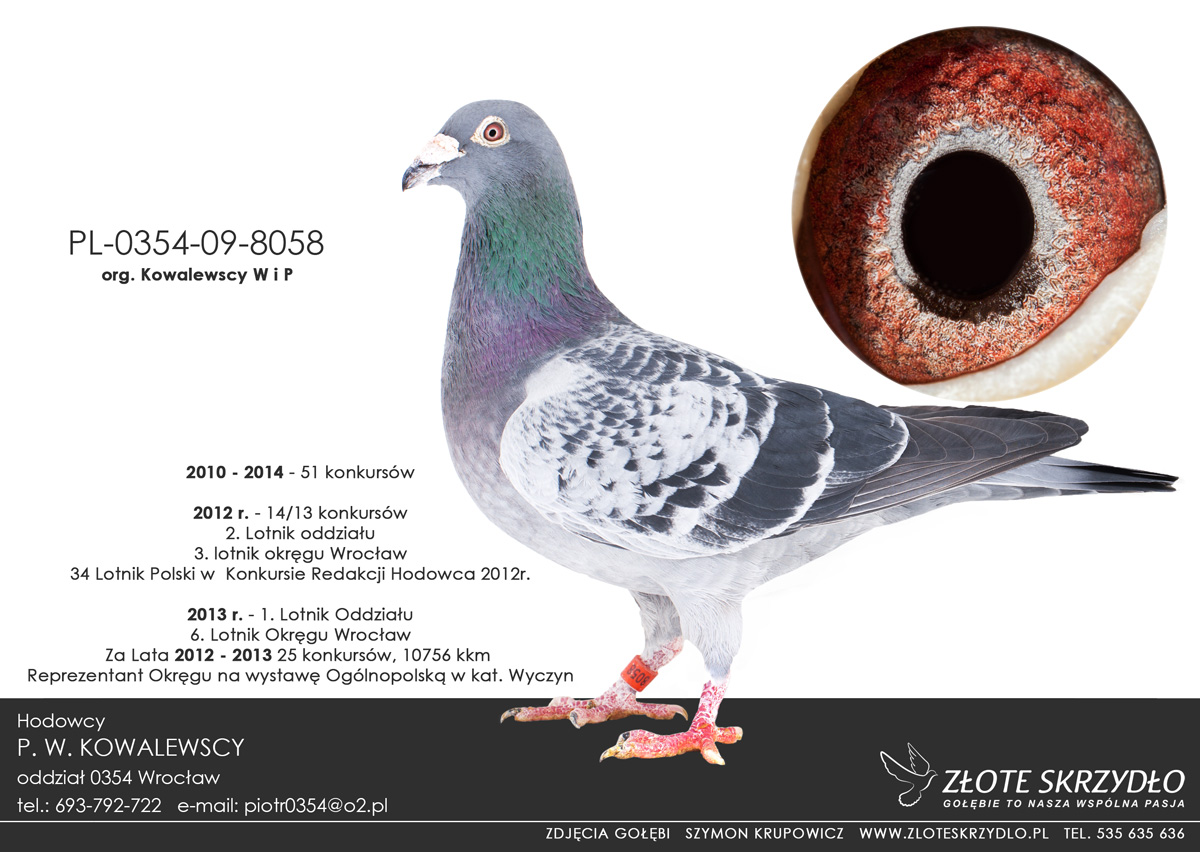 PL-0354-09-8058
org. Kowalewscy W i P
2010 - 2014 - 51 konkursów
2012 r. - 14/13 konkursów
2. Lotnik oddziału
3. lotnik okręgu Wrocław
34 Lotnik Polski w Konkursie Redakcji Hodowca 2012r.
2013 r. - 1. Lotnik Oddziału
6. Lotnik Okręgu Wrocław
Za Lata 2012 - 2013 25 konkursów, 10756 kkm
Reprezentant Okręgu na wystawę Ogólnopolską w kat. Wyczyn
8058
Hodowcy
P. W. KOWALEWSCY
oddział 0354 Wrocław
tel.: 693-792-722 e-mail: piotr0354@o2.pl
ZŁOTE SKRZYDŁO
GOŁĘBIE TO NASZA WSPÓLNA PASJA
ZDJĘCIA GOŁĘBI SZYMON KRUPOWICZ WWW.ZLOTESKRZYDLO.PL TEL. 535 635 636